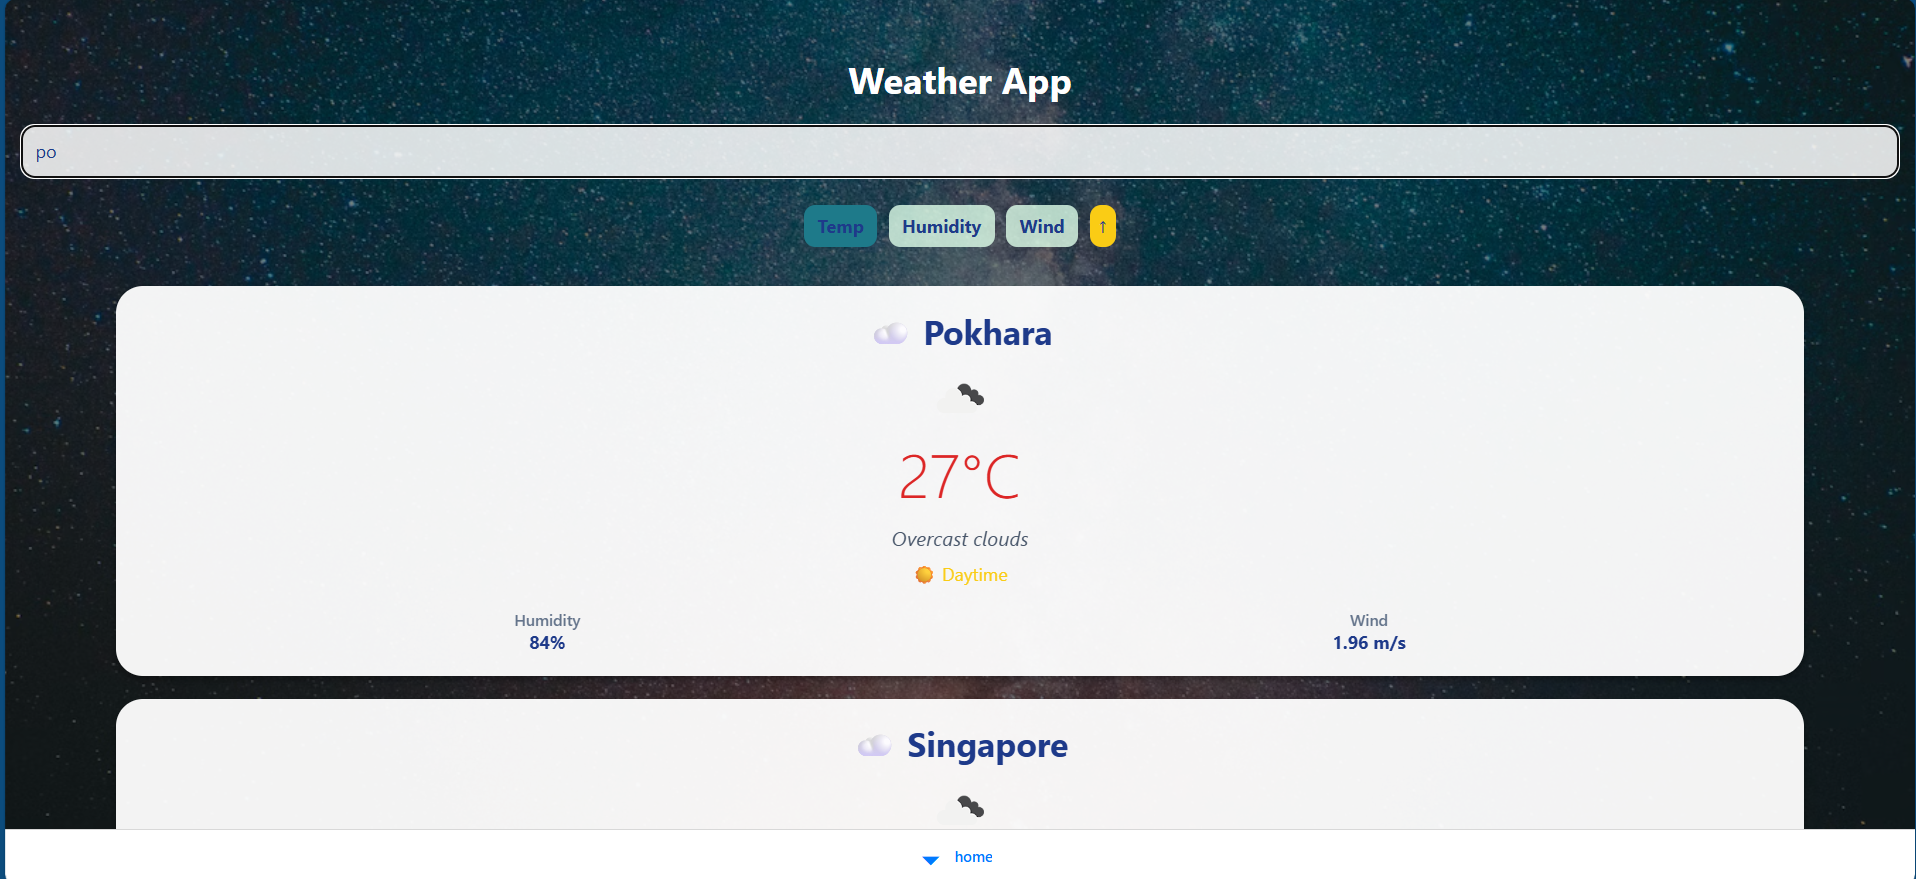 Weather App
po
Temp Humidity Wind ↑
Pokhara
27°C
Overcast clouds
Daytime
Humidity Wind
84% 1.96 m/s
Singapore
home